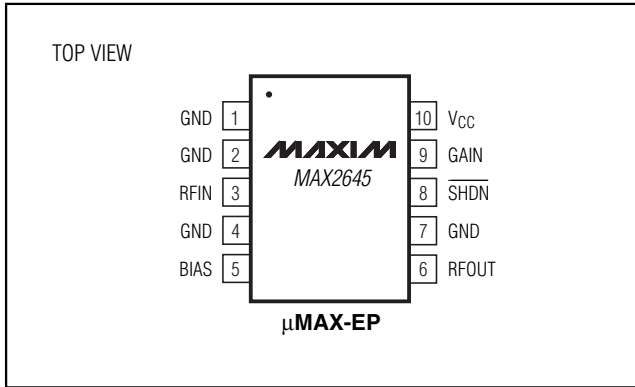 TOP VIEW
GND 1
GND 2
RFIN 3
GND 4
BIAS 5
MAXIM
MAX2645
10 VCC
9 GAIN
8 S̅H̅D̅N̅
7 GND
6 RFOUT
μMAX-EP